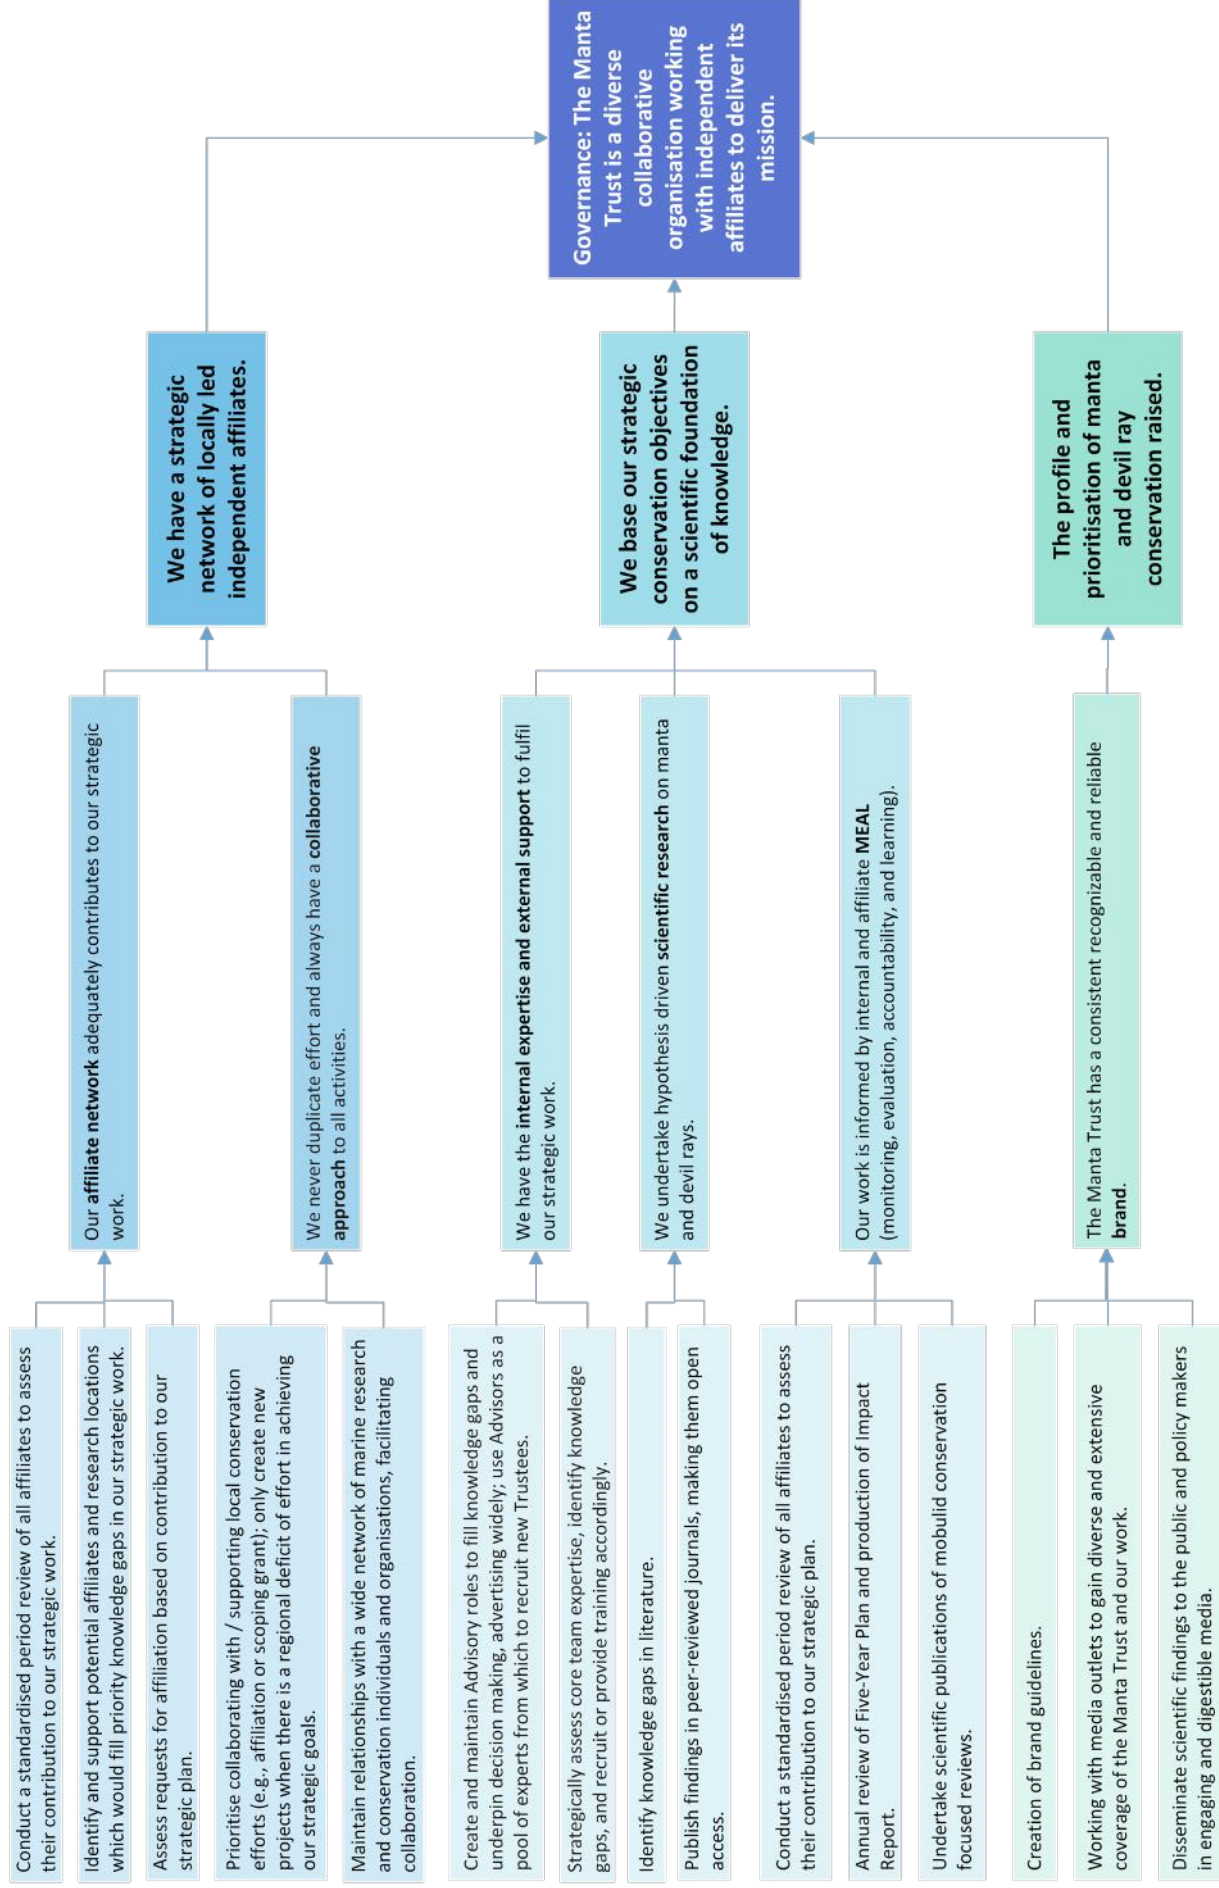 Conduct a standardised period review of all affiliates to assess
their contribution to our strategic work.
Identify and support potential affiliates and research locations
which would fill priority knowledge gaps in our strategic work.
Assess requests for affiliation based on contribution to our
strategic plan.
Prioritise collaborating with / supporting local conservation
efforts (e.g., affiliation or scoping grant); only create new
projects when there is a regional deficit of effort in achieving
our strategic goals.
Maintain relationships with a wide network of marine research
and conservation individuals and organisations, facilitating
collaboration.
Create and maintain Advisory roles to fill knowledge gaps and
underpin decision making, advertising widely; use Advisors as a
pool of experts from which to recruit new Trustees.
Strategically assess core team expertise, identify knowledge
gaps, and recruit or provide training accordingly.
Identify knowledge gaps in literature.
Publish findings in peer-reviewed journals, making them open
access.
Conduct a standardised period review of all affiliates to assess
their contribution to our strategic plan.
Annual review of Five-Year Plan and production of Impact
Report.
Undertake scientific publications of mobulid conservation
focused reviews.
Creation of brand guidelines.
Working with media outlets to gain diverse and extensive
coverage of the Manta Trust and our work.
Disseminate scientific findings to the public and policy makers
in engaging and digestible media.
Our affiliate network adequately contributes to our strategic
work.
We never duplicate effort and always have a collaborative
approach to all activities.
We have the internal expertise and external support to fulfil
our strategic work.
We undertake hypothesis driven scientific research on manta
and devil rays.
Our work is informed by internal and affiliate MEAL
(monitoring, evaluation, accountability, and learning).
The Manta Trust has a consistent recognizable and reliable
brand.
We have a strategic
network of locally led
independent affiliates.
We base our strategic
conservation objectives
on a scientific foundation
of knowledge.
The profile and
prioritisation of manta
and devil ray
conservation raised.
Governance: The Manta
Trust is a diverse
collaborative
organisation working
with independent
affiliates to deliver its
mission.